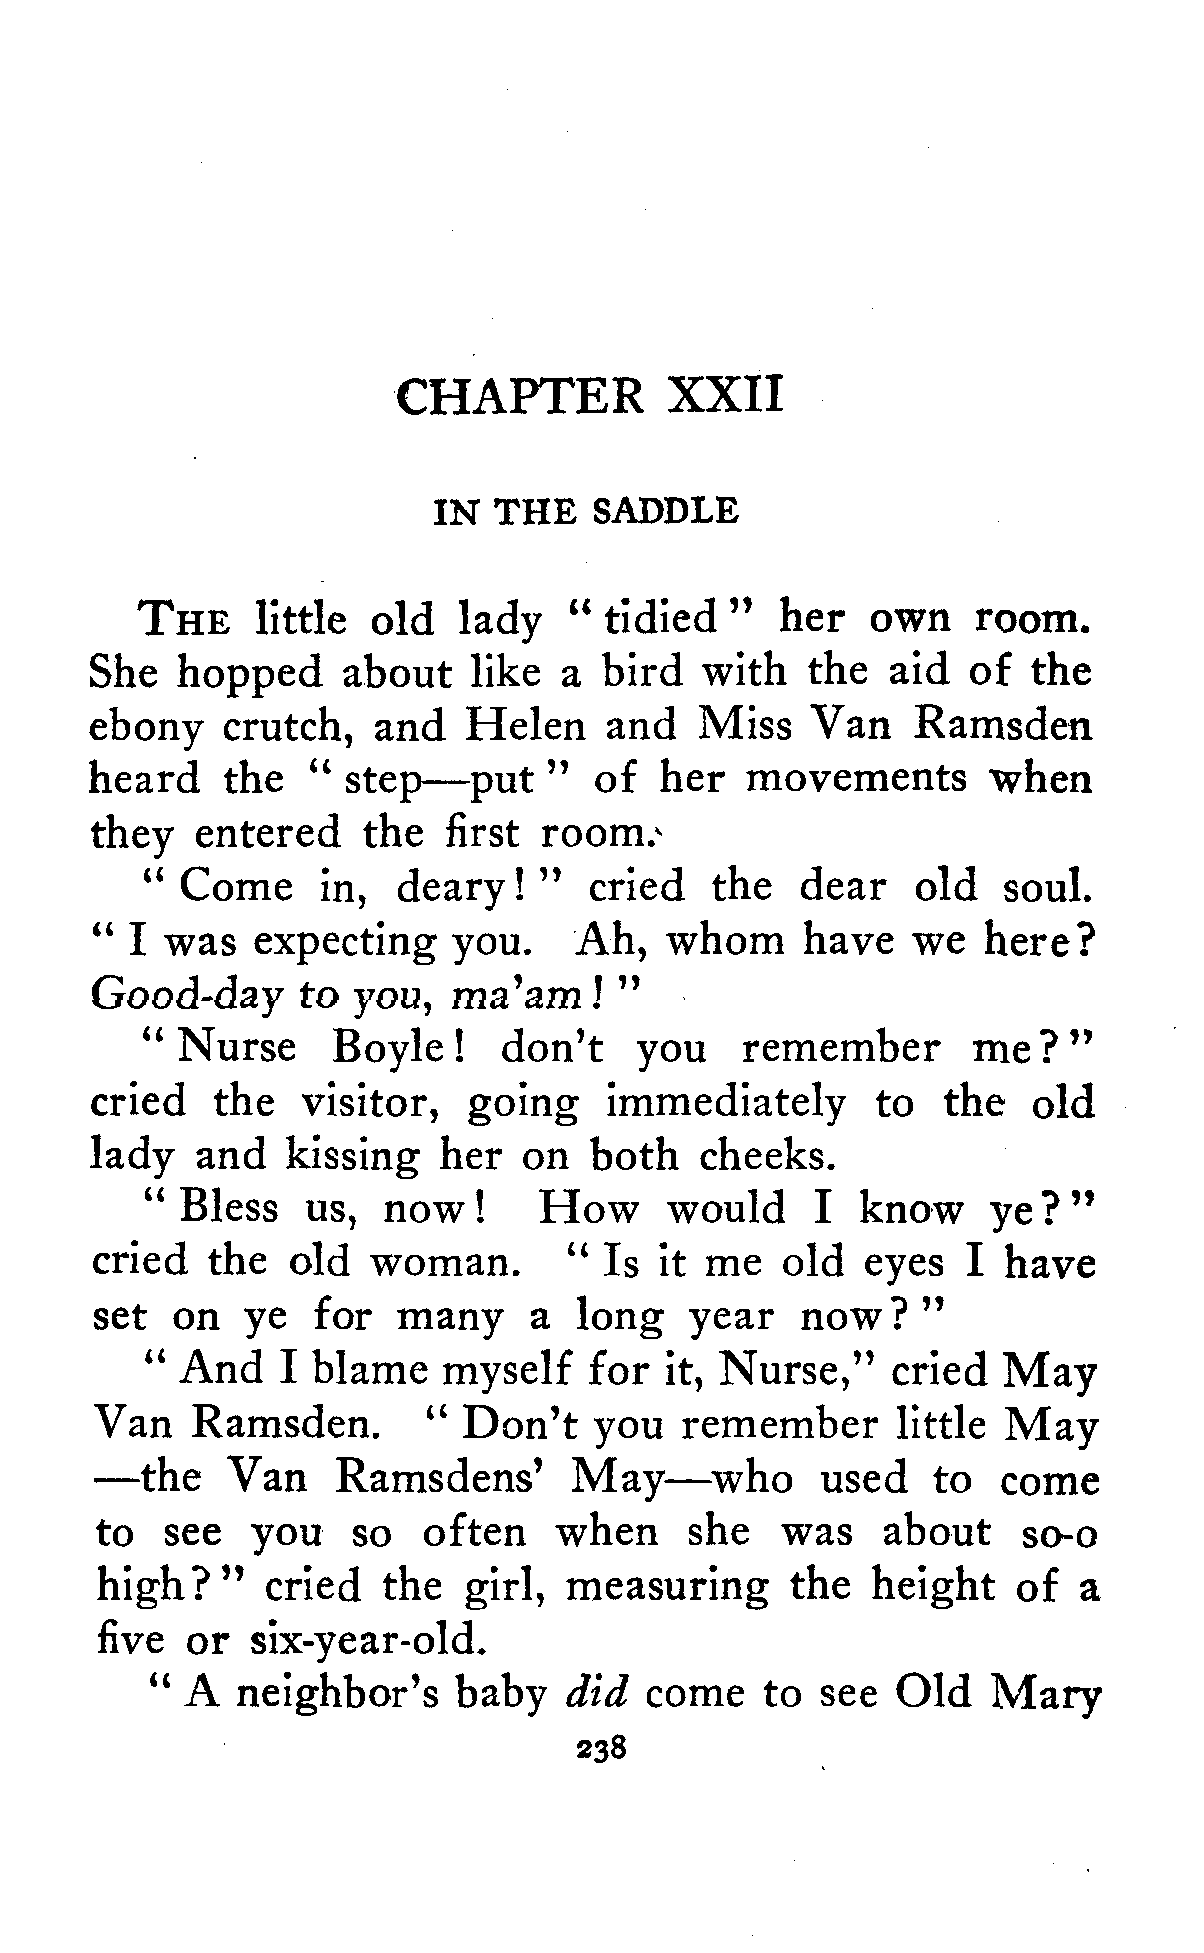 CHAPTER XXII
IN THE SADDLE
THE little old lady " tidied " her own room.
She hopped about like a bird with the aid of the
ebony crutch, and Helen and Miss Van Ramsden
heard the " step—put " of her movements when
they entered the first room.
" Come in, deary! " cried the dear old soul.
" I was expecting you. Ah, whom have we here?
Good-day to you, ma'am! "
" Nurse Boyle! don't you remember me? "
cried the visitor, going immediately to the old
lady and kissing her on both cheeks.
" Bless us, now! How would I know ye? "
cried the old woman. " Is it me old eyes I have
set on ye for many a long year now? "
" And I blame myself for it, Nurse," cried May
Van Ramsden. " Don't you remember little May
—the Van Ramsdens' May—who used to come
to see you so often when she was about so-o
high? " cried the girl, measuring the height of a
five or six-year-old.
" A neighbor's baby did come to see Old Mary
238